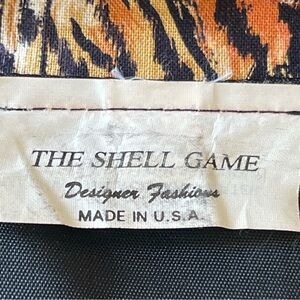 THE SHELL GAME
Designer Fashions
MADE IN U.S.A.